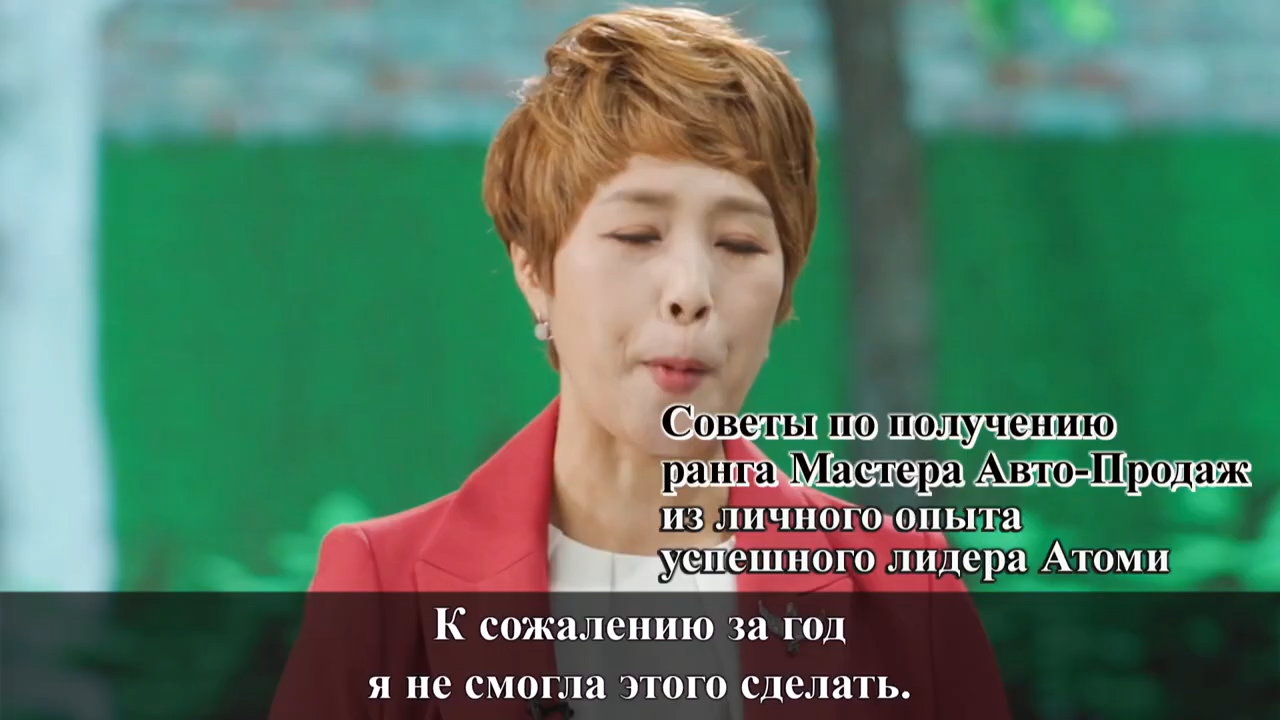 Советы по получению
ранга Мастера Авто-Продаж
из личного опыта
успешного лидера Атоми
К сожалению за год
я не смогла этого сделать.